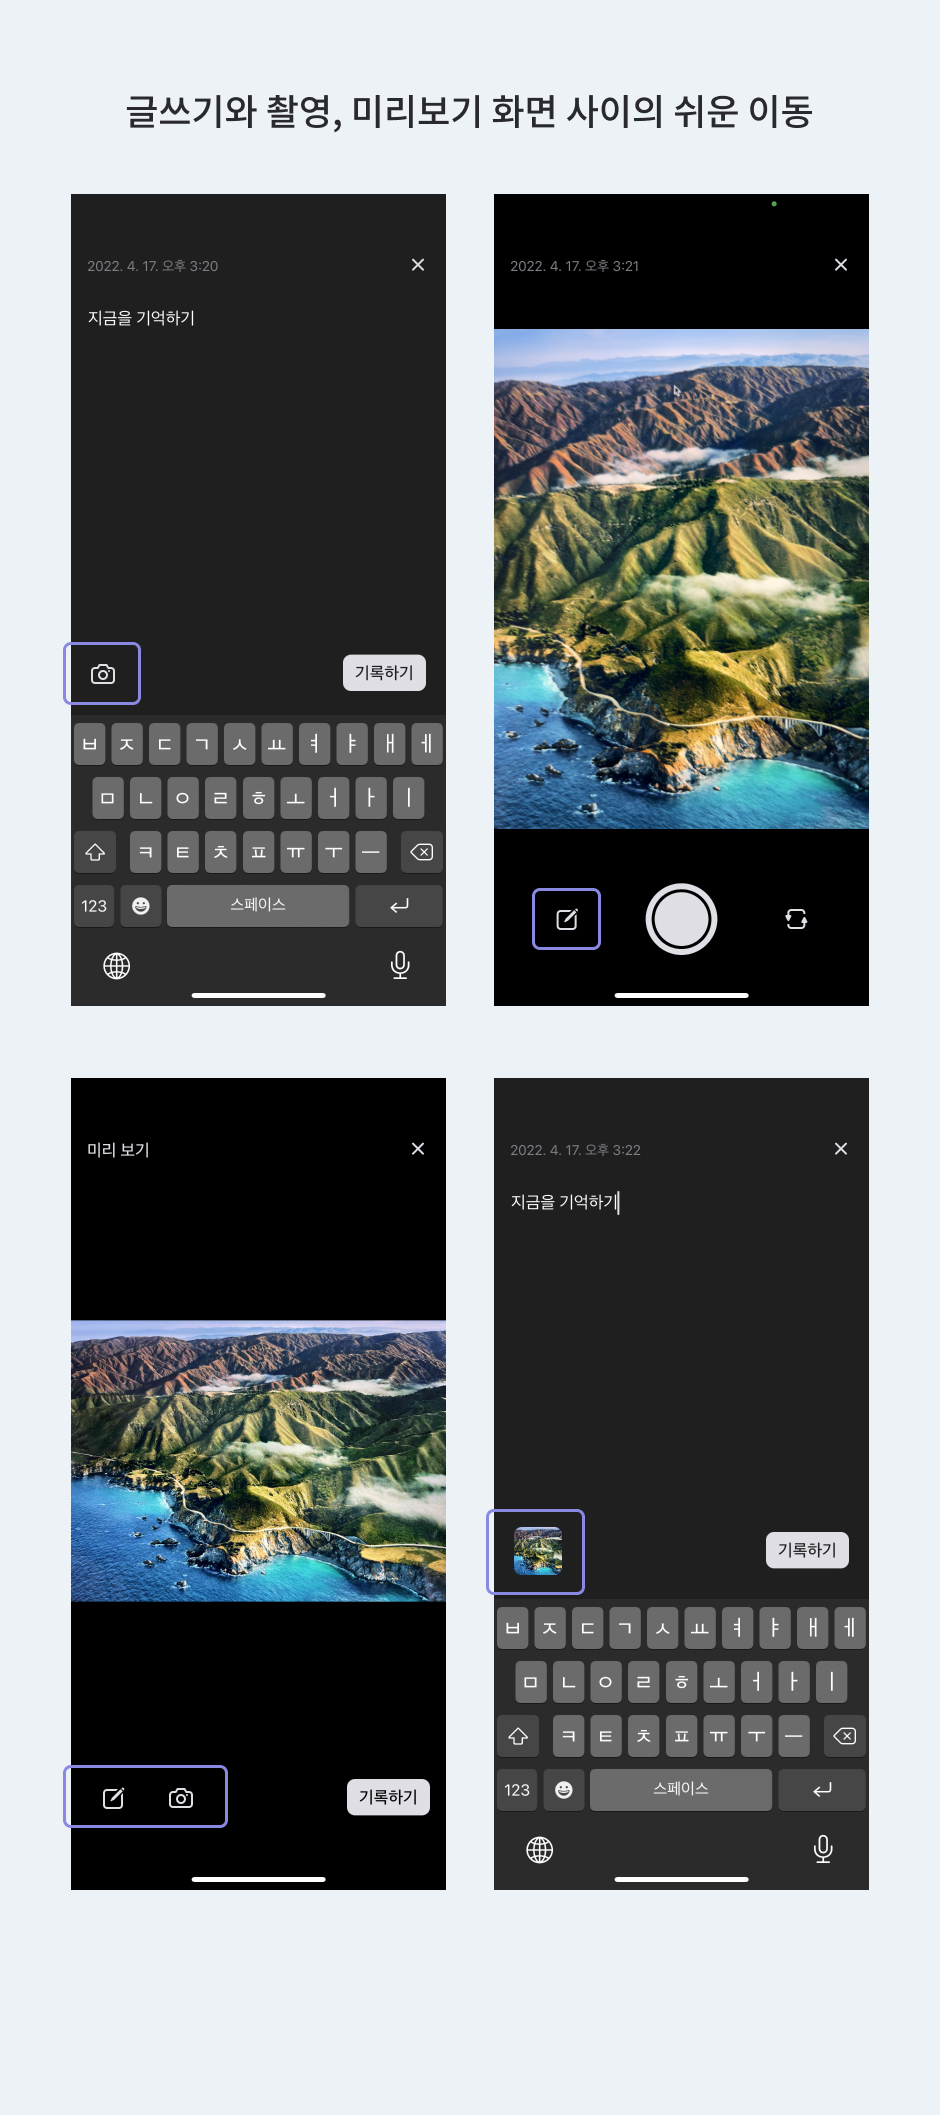 글쓰기와 촬영, 미리보기 화면 사이의 쉬운 이동
2022. 4. 17. 오후 3:20
지금을 기억하기
기록하기
ㅂ ㅈ ㄷ ㄱ ㅅ ㅛ ㅕ ㅑ ㅐ ㅔ
ㅁ ㄴ ㅇ ㄹ ㅎ ㅗ ㅓ ㅏ ㅣ
ㅋ ㅌ ㅊ ㅍ ㅠ ㅜ ㅡ
123 스페이스
2022. 4. 17. 오후 3:21
미리 보기
기록하기
2022. 4. 17. 오후 3:22
지금을 기억하기
기록하기
ㅂ ㅈ ㄷ ㄱ ㅅ ㅛ ㅕ ㅑ ㅐ ㅔ
ㅁ ㄴ ㅇ ㄹ ㅎ ㅗ ㅓ ㅏ ㅣ
ㅋ ㅌ ㅊ ㅍ ㅠ ㅜ ㅡ
123 스페이스